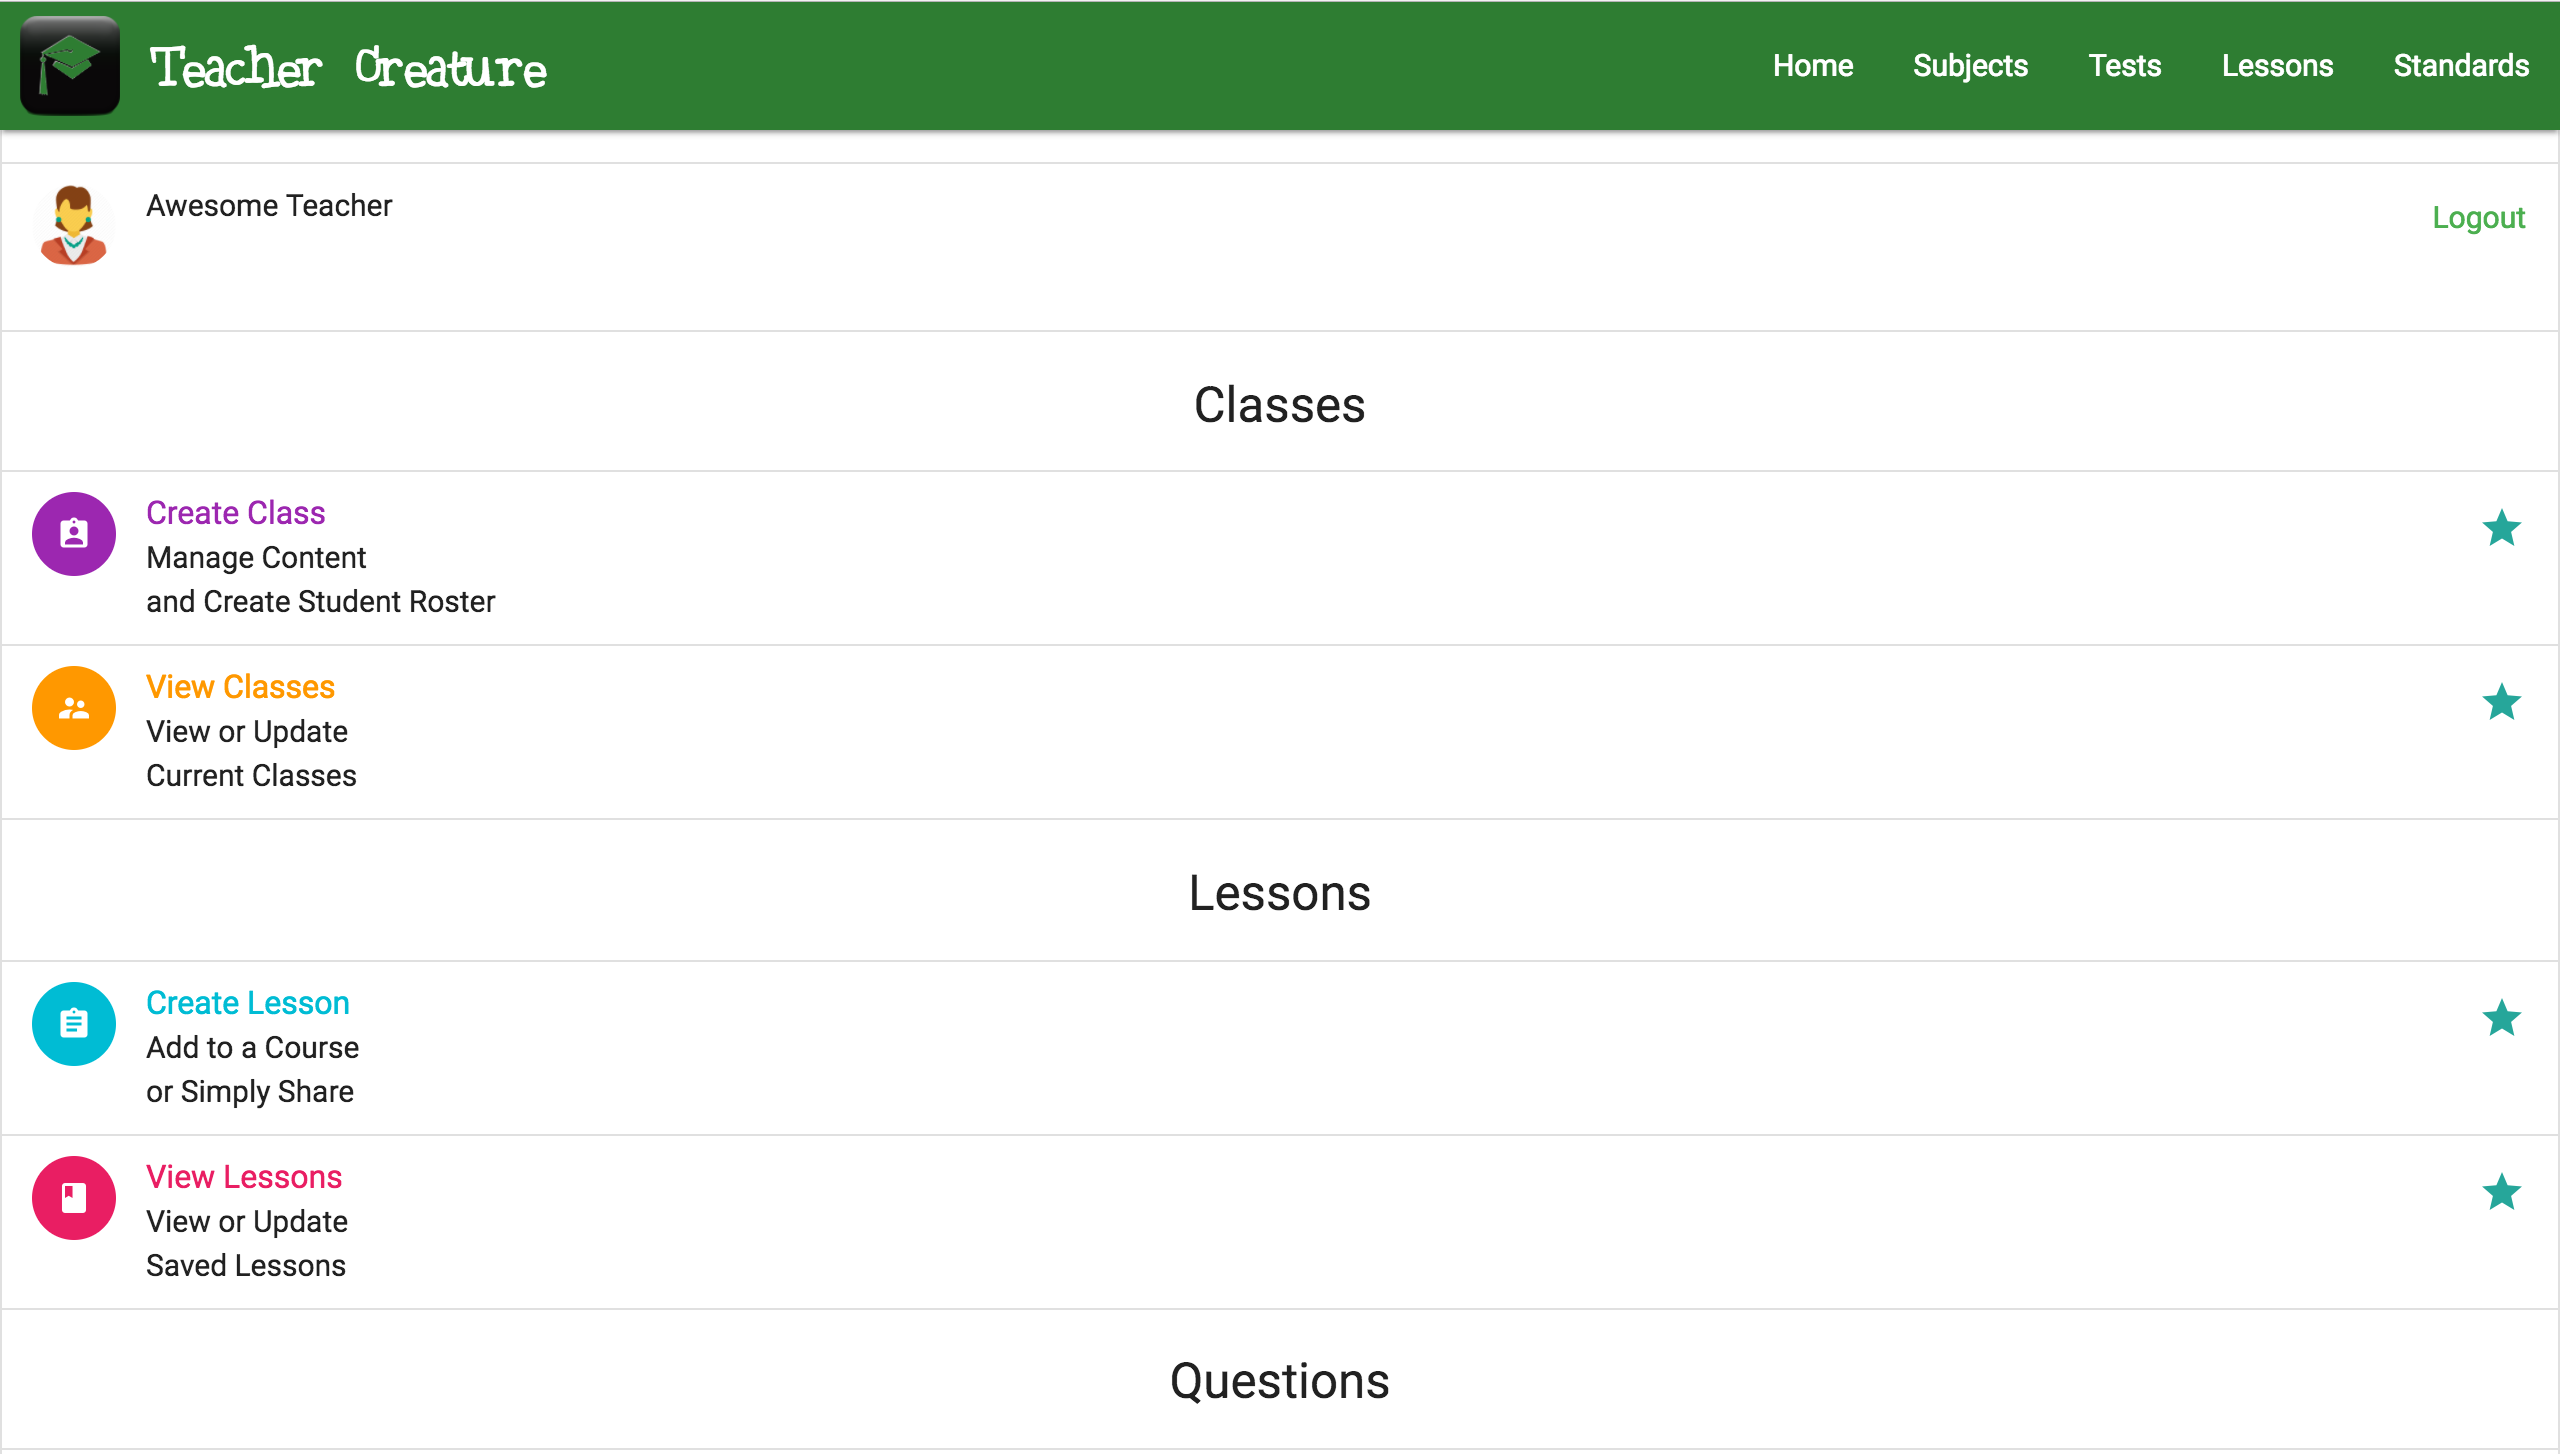 Teacher Creature
Home Subjects Tests Lessons Standards
Awesome Teacher
Logout
Classes
Create Class
Manage Content
and Create Student Roster
View Classes
View or Update
Current Classes
Lessons
Create Lesson
Add to a Course
or Simply Share
View Lessons
View or Update
Saved Lessons
Questions